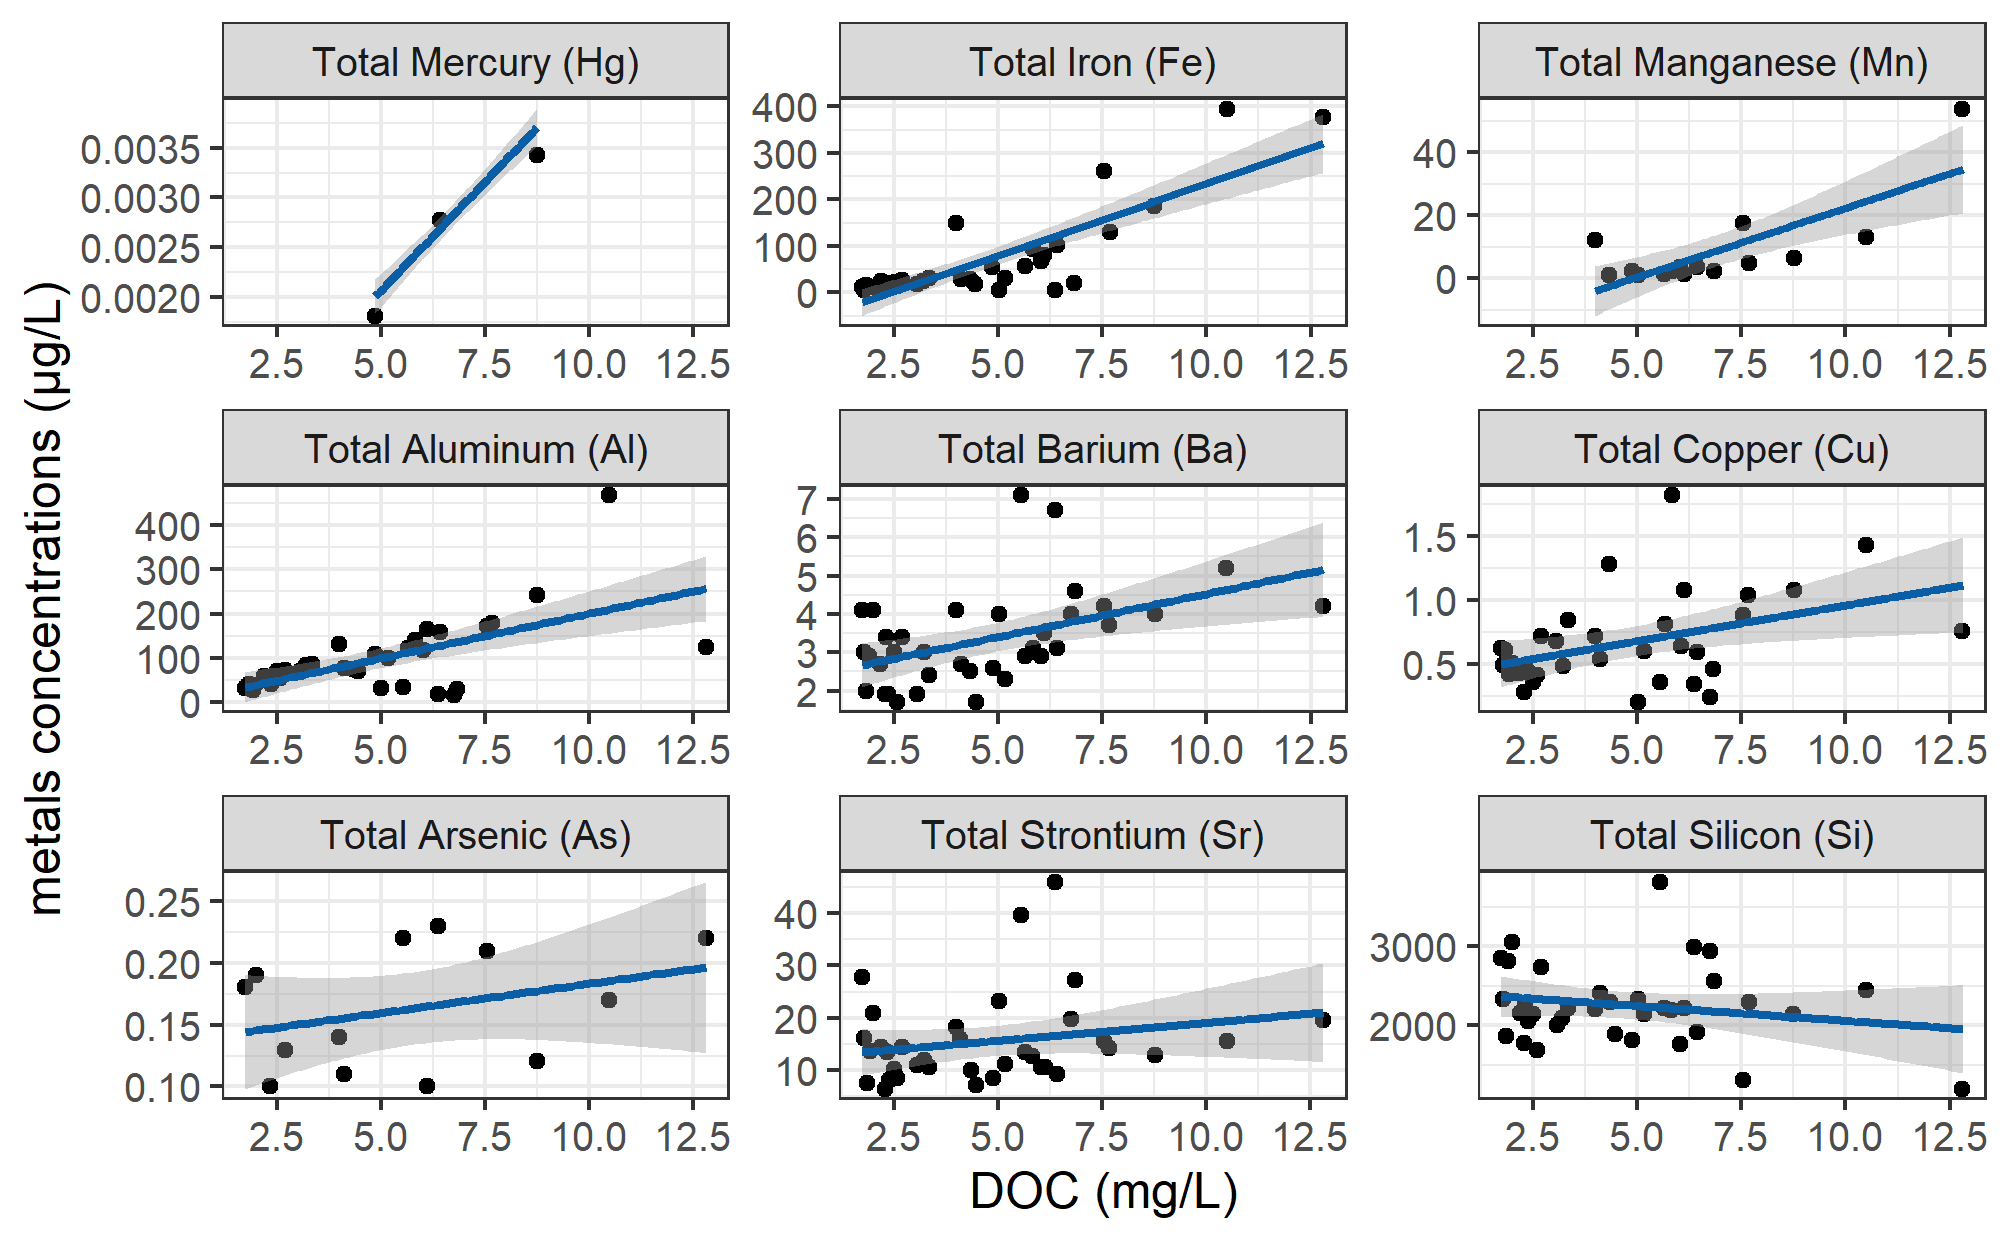 Total Mercury (Hg)
Total Iron (Fe)
Total Manganese (Mn)
0.0035
0.0030
0.0025
0.0020
2.5 5.0 7.5 10.0 12.5
400
300
200
100
0
2.5 5.0 7.5 10.0 12.5
40
20
0
2.5 5.0 7.5 10.0 12.5
metals concentrations (µg/L)
Total Aluminum (Al)
Total Barium (Ba)
Total Copper (Cu)
400
300
200
100
0
2.5 5.0 7.5 10.0 12.5
7
6
5
4
3
2
2.5 5.0 7.5 10.0 12.5
1.5
1.0
0.5
2.5 5.0 7.5 10.0 12.5
Total Arsenic (As)
Total Strontium (Sr)
Total Silicon (Si)
0.25
0.20
0.15
0.10
2.5 5.0 7.5 10.0 12.5
40
30
20
10
2.5 5.0 7.5 10.0 12.5
3000
2000
2.5 5.0 7.5 10.0 12.5
DOC (mg/L)